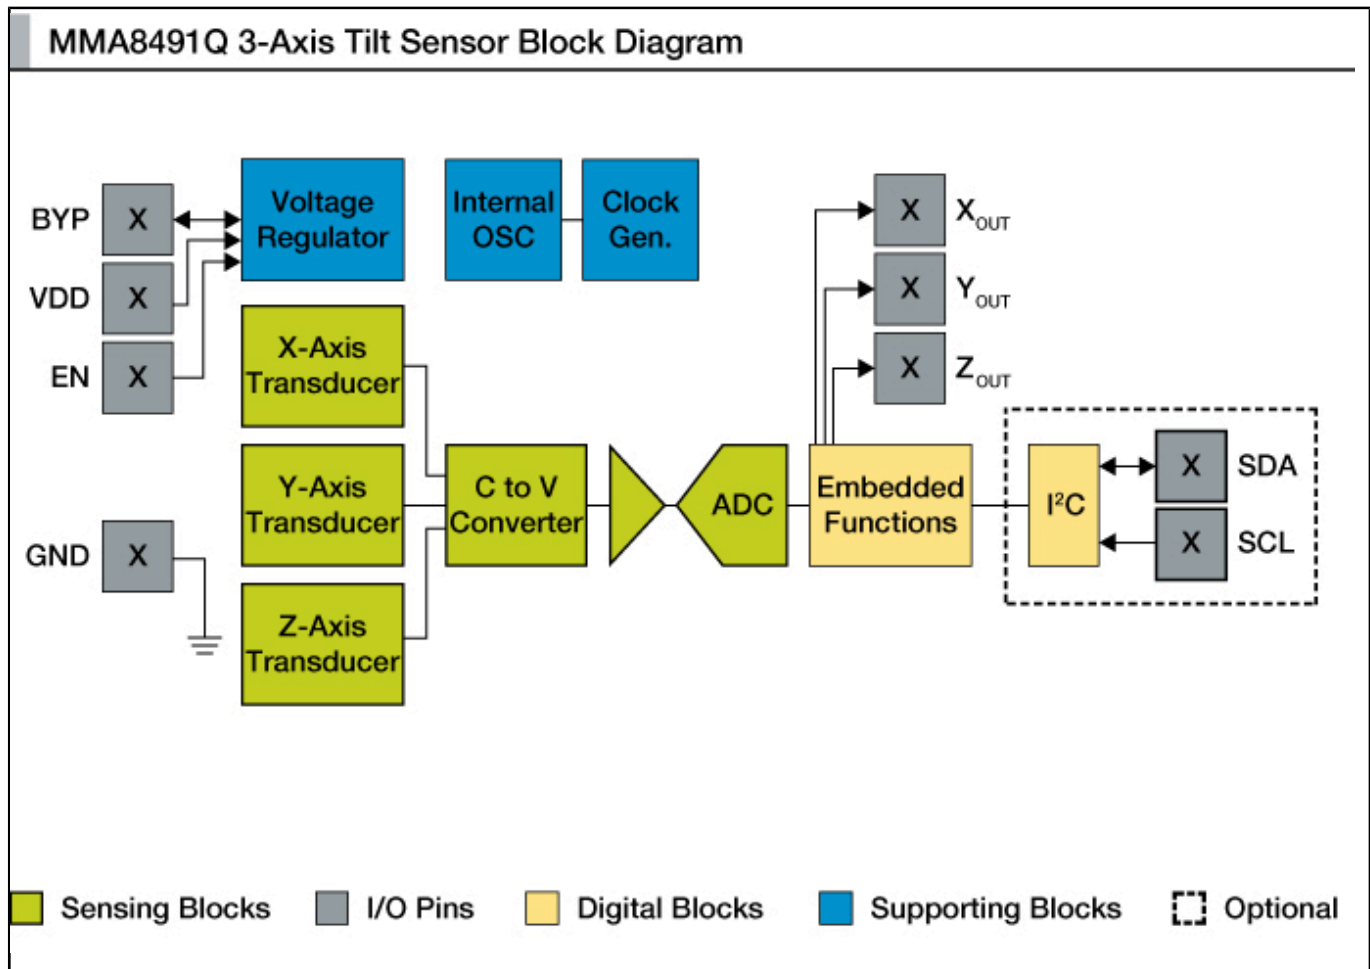 MMA8491Q 3-Axis Tilt Sensor Block Diagram
BYP
X
VDD
X
EN
X
GND
X
Voltage
Regulator
Internal
OSC
Clock
Gen.
X-Axis
Transducer
Y-Axis
Transducer
Z-Axis
Transducer
C to V
Converter
ADC
Embedded
Functions
X
XOUT
X
YOUT
X
ZOUT
I²C
X
SDA
X
SCL
Sensing Blocks
I/O Pins
Digital Blocks
Supporting Blocks
Optional